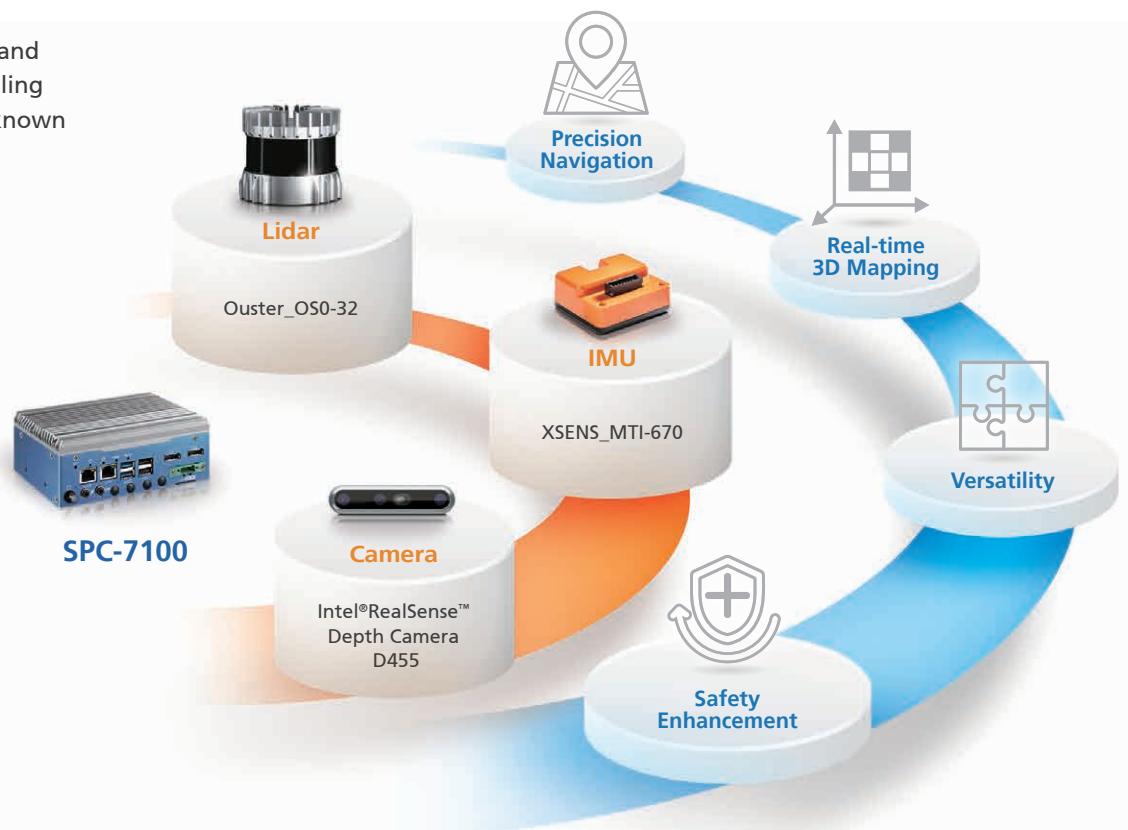 and
ling
known
Precision
Navigation
Lidar
Real-time
3D Mapping
Ouster_OS0-32
IMU
XSENS_MTI-670
Versatility
SPC-7100
Camera
Intel®RealSense™
Depth Camera
D455
Safety
Enhancement